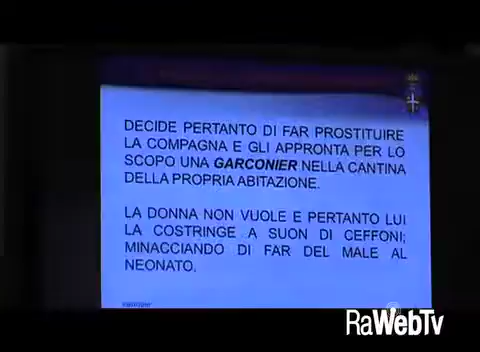 DECIDE PERTANTO DI FAR PROSTITUIRE
LA COMPAGNA E GLI APPRONTA PER LO
SCOPO UNA GARCONIER NELLA CANTINA
DELLA PROPRIA ABITAZIONE.
LA DONNA NON VUOLE E PERTANTO LUI
LA COSTRINGE A SUON DI CEFFONI;
MINACCIANDO DI FAR DEL MALE AL
NEONATO.
RaWebTv